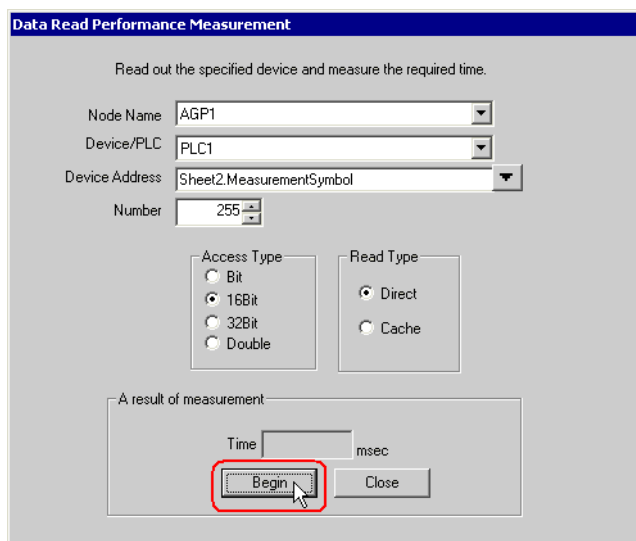 Data Read Performance Measurement
Read out the specified device and measure the required time.
Node Name AGP1
Device/PLC PLC1
Device Address Sheet2.MeasurementSymbol
Number 255
Access Type
Bit
16Bit
32Bit
Double
Read Type
Direct
Cache
A result of measurement
Time msec
Begin Close